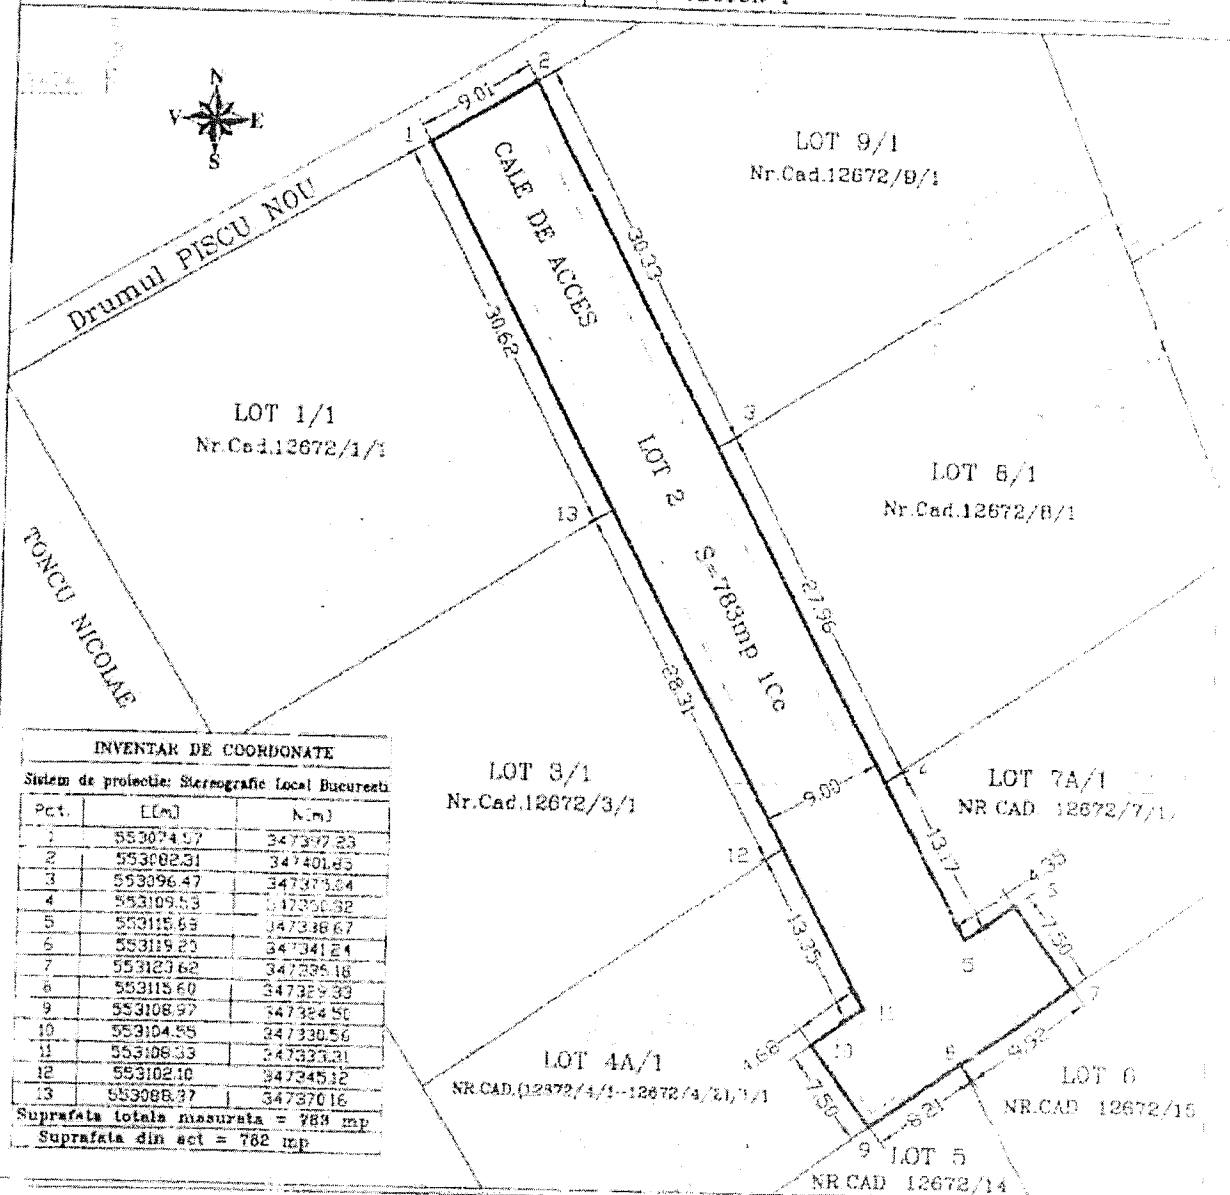 N
V E
S
1
9.01
2
CALE DE ACCES
Drumul PISCU NOU
LOT 9/1
Nr.Cad.12672/9/1
30.33
30.62
3
LOT 1/1
Nr.Cad.12672/1/1
LOT 2
S=783mp 1Cc
LOT 8/1
Nr.Cad.12672/8/1
13
27.96
28.31
TONCU NICOLAE
LOT 3/1
Nr.Cad.12672/3/1
9.00
4
LOT 7A/1
NR CAD. 12672/7/1
12
13.17
13.35
5
7.50
7
11
10
4.68
7.50
8
9.92
8.21
9
LOT 4A/1
LOT 6
NR.CAD 12672/15
LOT 5
NR CAD 12672/14
INVENTAR DE COORDONATE
Sistem de proiectie: Stereografic Local Bucuresti
Pct. E[m] N[m]
1 553074.57 347397.23
2 553082.31 347401.83
3 553096.47
4 553109.53
5 553115.69 347338.67
6 347341.24
7 553123.62 347335.18
8 553115.60 347329.33
9 553108.97 347324.50
10 553104.55 347330.56
11 553108.33 347333.31
12 553102.10 347345.12
13 553088.37 347370.16
Suprafata totala masurata = 783 mp
Suprafata din act = 782 mp